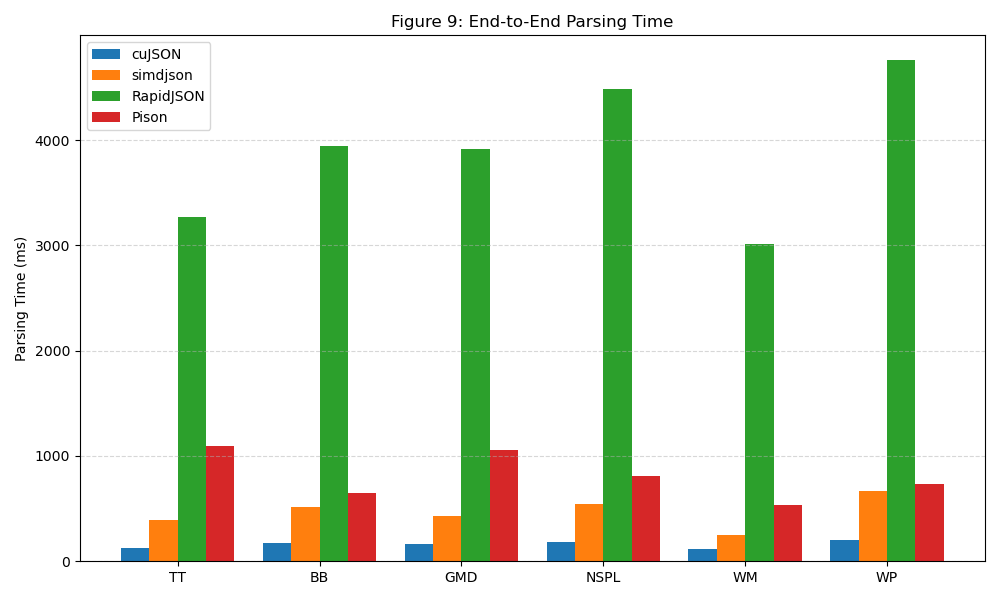 Figure 9: End-to-End Parsing Time
cuJSON
simdjson
RapidJSON
Pison
Parsing Time (ms)
4000
3000
2000
1000
0
TT BB GMD NSPL WM WP